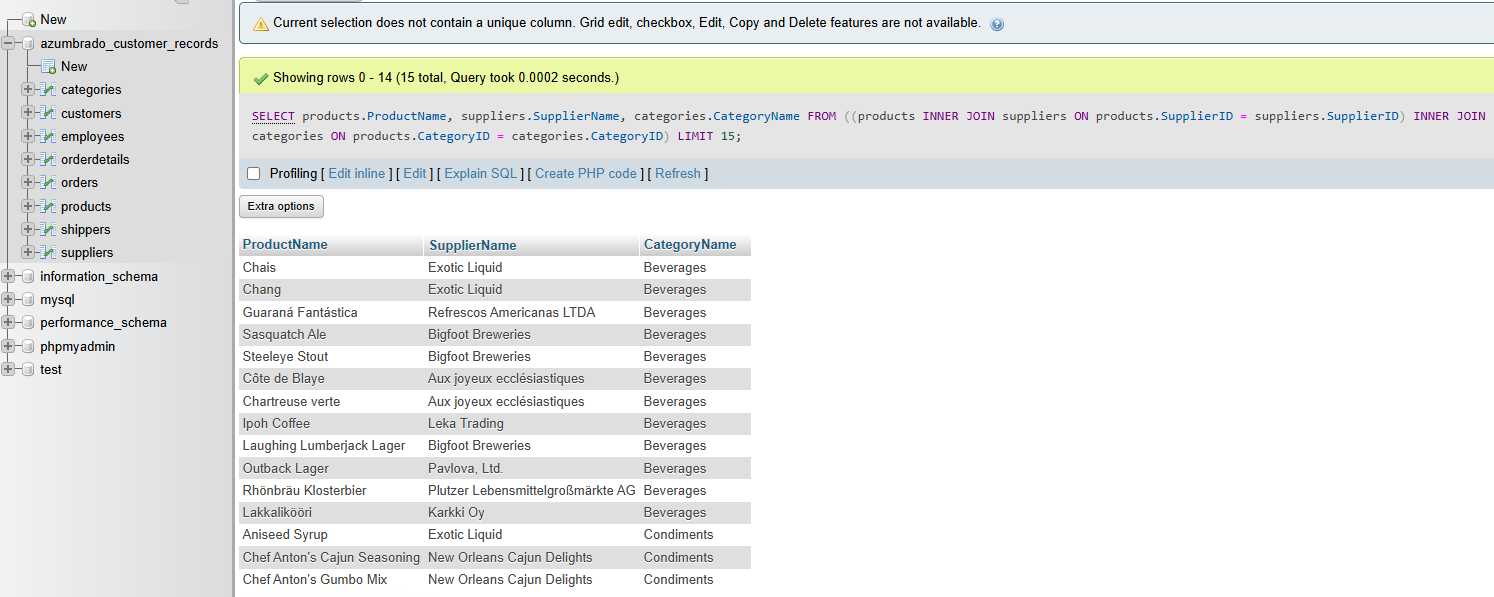 New
azumbrado_customer_records
New
categories
customers
employees
orderdetails
orders
products
shippers
suppliers
information_schema
mysql
performance_schema
phpmyadmin
test
Current selection does not contain a unique column. Grid edit, checkbox, Edit, Copy and Delete features are not available.
Showing rows 0 - 14 (15 total, Query took 0.0002 seconds.)
SELECT products.ProductName, suppliers.SupplierName, categories.CategoryName FROM ((products INNER JOIN suppliers ON products.SupplierID = suppliers.SupplierID) INNER JOIN
categories ON products.CategoryID = categories.CategoryID) LIMIT 15;
Profiling [ Edit inline ] [ Edit ] [ Explain SQL ] [ Create PHP code ] [ Refresh ]
Extra options
ProductName SupplierName CategoryName
Chais Exotic Liquid Beverages
Chang Exotic Liquid Beverages
Guaraná Fantástica Refrescos Americanas LTDA Beverages
Sasquatch Ale Bigfoot Breweries Beverages
Steeleye Stout Bigfoot Breweries Beverages
Côte de Blaye Aux joyeux ecclésiastiques Beverages
Chartreuse verte Aux joyeux ecclésiastiques Beverages
Ipoh Coffee Leka Trading Beverages
Laughing Lumberjack Lager Bigfoot Breweries Beverages
Outback Lager Pavlova, Ltd. Beverages
Rhönbräu Klosterbier Plutzer Lebensmittelgroßmärkte AG Beverages
Lakkalikööri Karkki Oy Beverages
Aniseed Syrup Exotic Liquid Condiments
Chef Anton's Cajun Seasoning New Orleans Cajun Delights Condiments
Chef Anton's Gumbo Mix New Orleans Cajun Delights Condiments